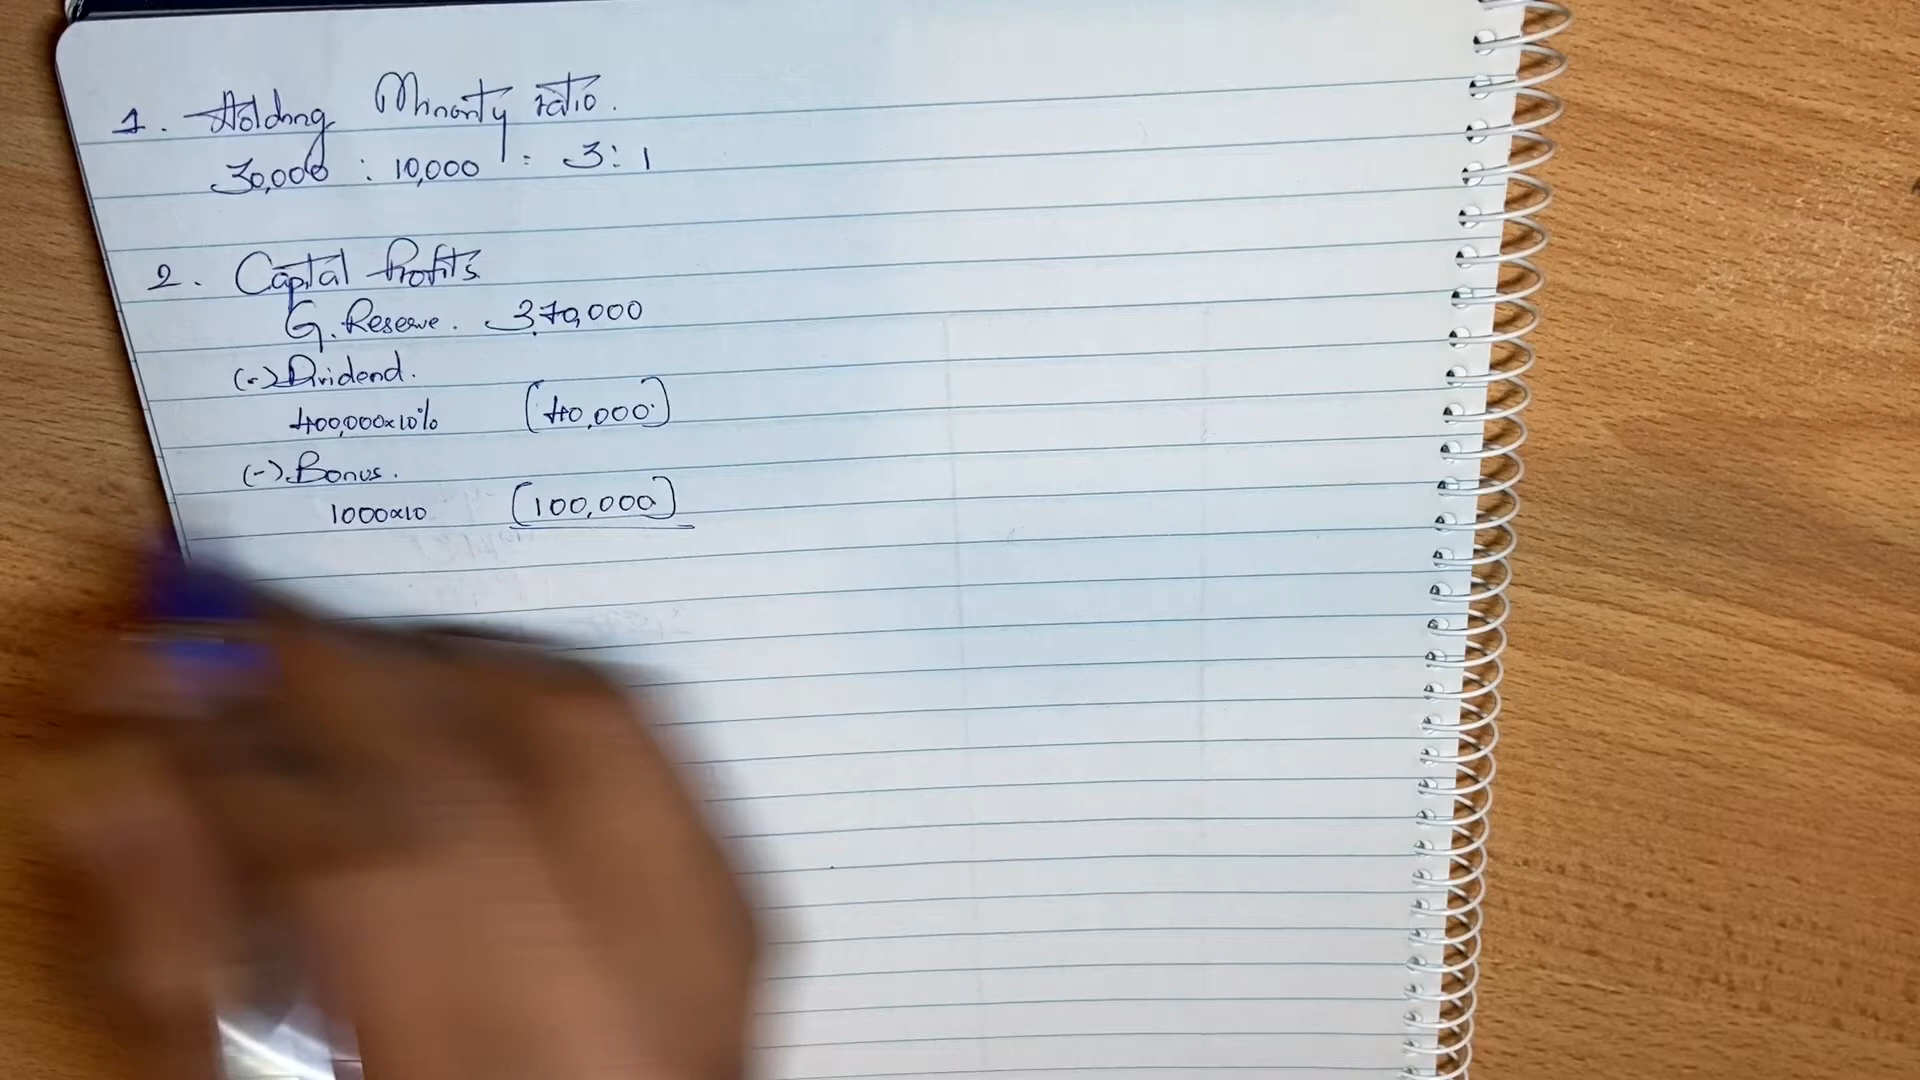 1. Holding Minority ratio.
30,000 : 10,000 = 3:1
2. Capital Profits
G. Reserve. 370,000
(-) Dividend.
400,000x10% (40,000)
(-) Bonus.
1000x10 (100,000)